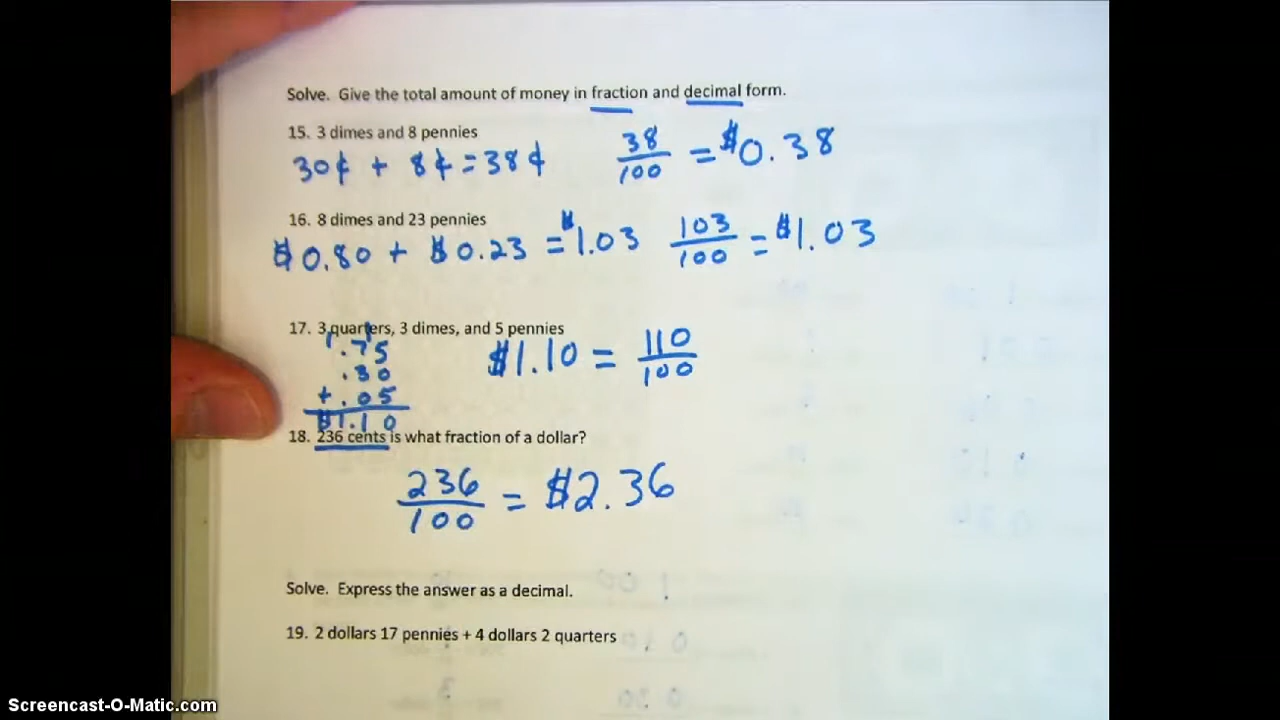 Solve. Give the total amount of money in fraction and decimal form.
15. 3 dimes and 8 pennies
30¢ + 8¢ = 38¢ 38/100 = $0.38
16. 8 dimes and 23 pennies
$0.80 + $0.23 = $1.03 103/100 = $1.03
17. 3 quarters, 3 dimes, and 5 pennies
1 1
.75
.30
+ .05
$1.10
$1.10 = 110/100
18. 236 cents is what fraction of a dollar?
236/100 = $2.36
Solve. Express the answer as a decimal.
19. 2 dollars 17 pennies + 4 dollars 2 quarters
Screencast-O-Matic.com